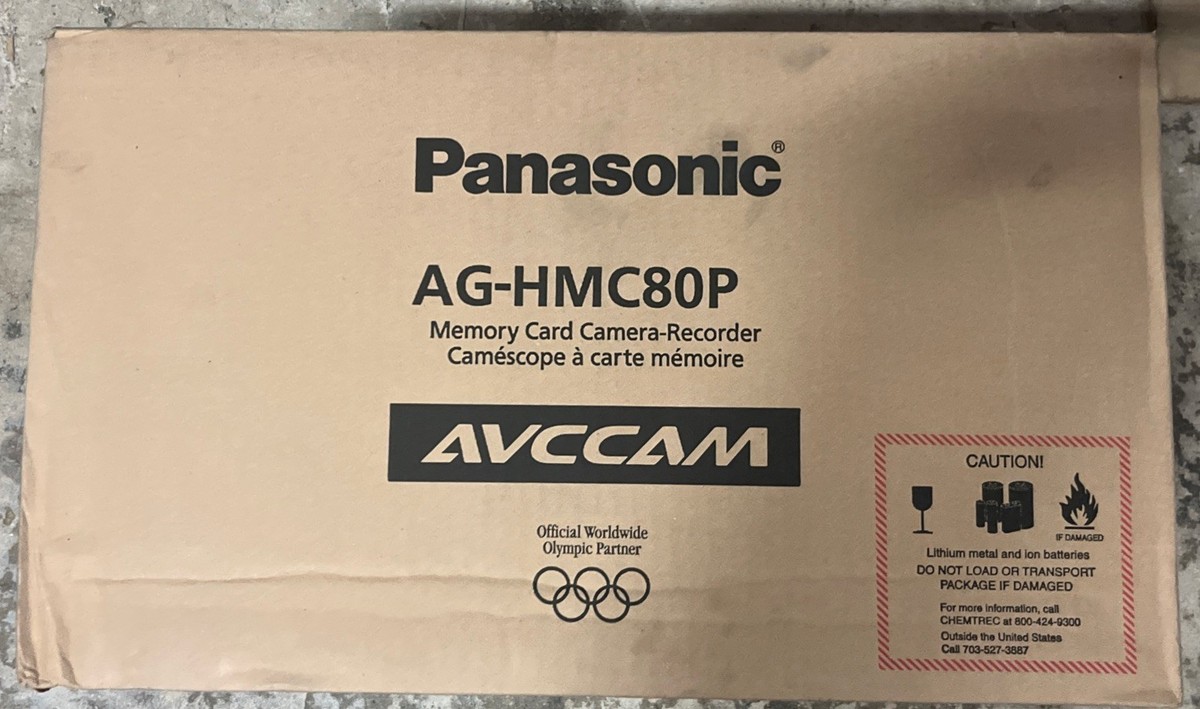 Panasonic®
AG-HMC80P
Memory Card Camera-Recorder
Caméscope à carte mémoire
AVCCAM
Official Worldwide
Olympic Partner
CAUTION!
IF DAMAGED
Lithium metal and ion batteries
DO NOT LOAD OR TRANSPORT
PACKAGE IF DAMAGED
For more information, call
CHEMTREC at 800-424-9300
Outside the United States
Call 703-527-3887